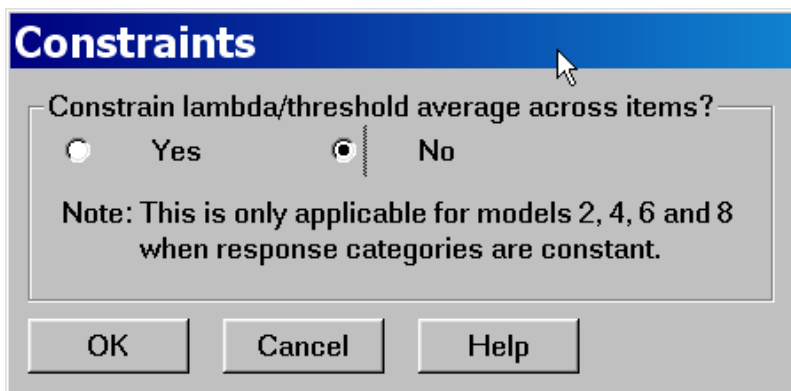 Constraints
Constrain lambda/threshold average across items?
Yes No
Note: This is only applicable for models 2, 4, 6 and 8
when response categories are constant.
OK Cancel Help